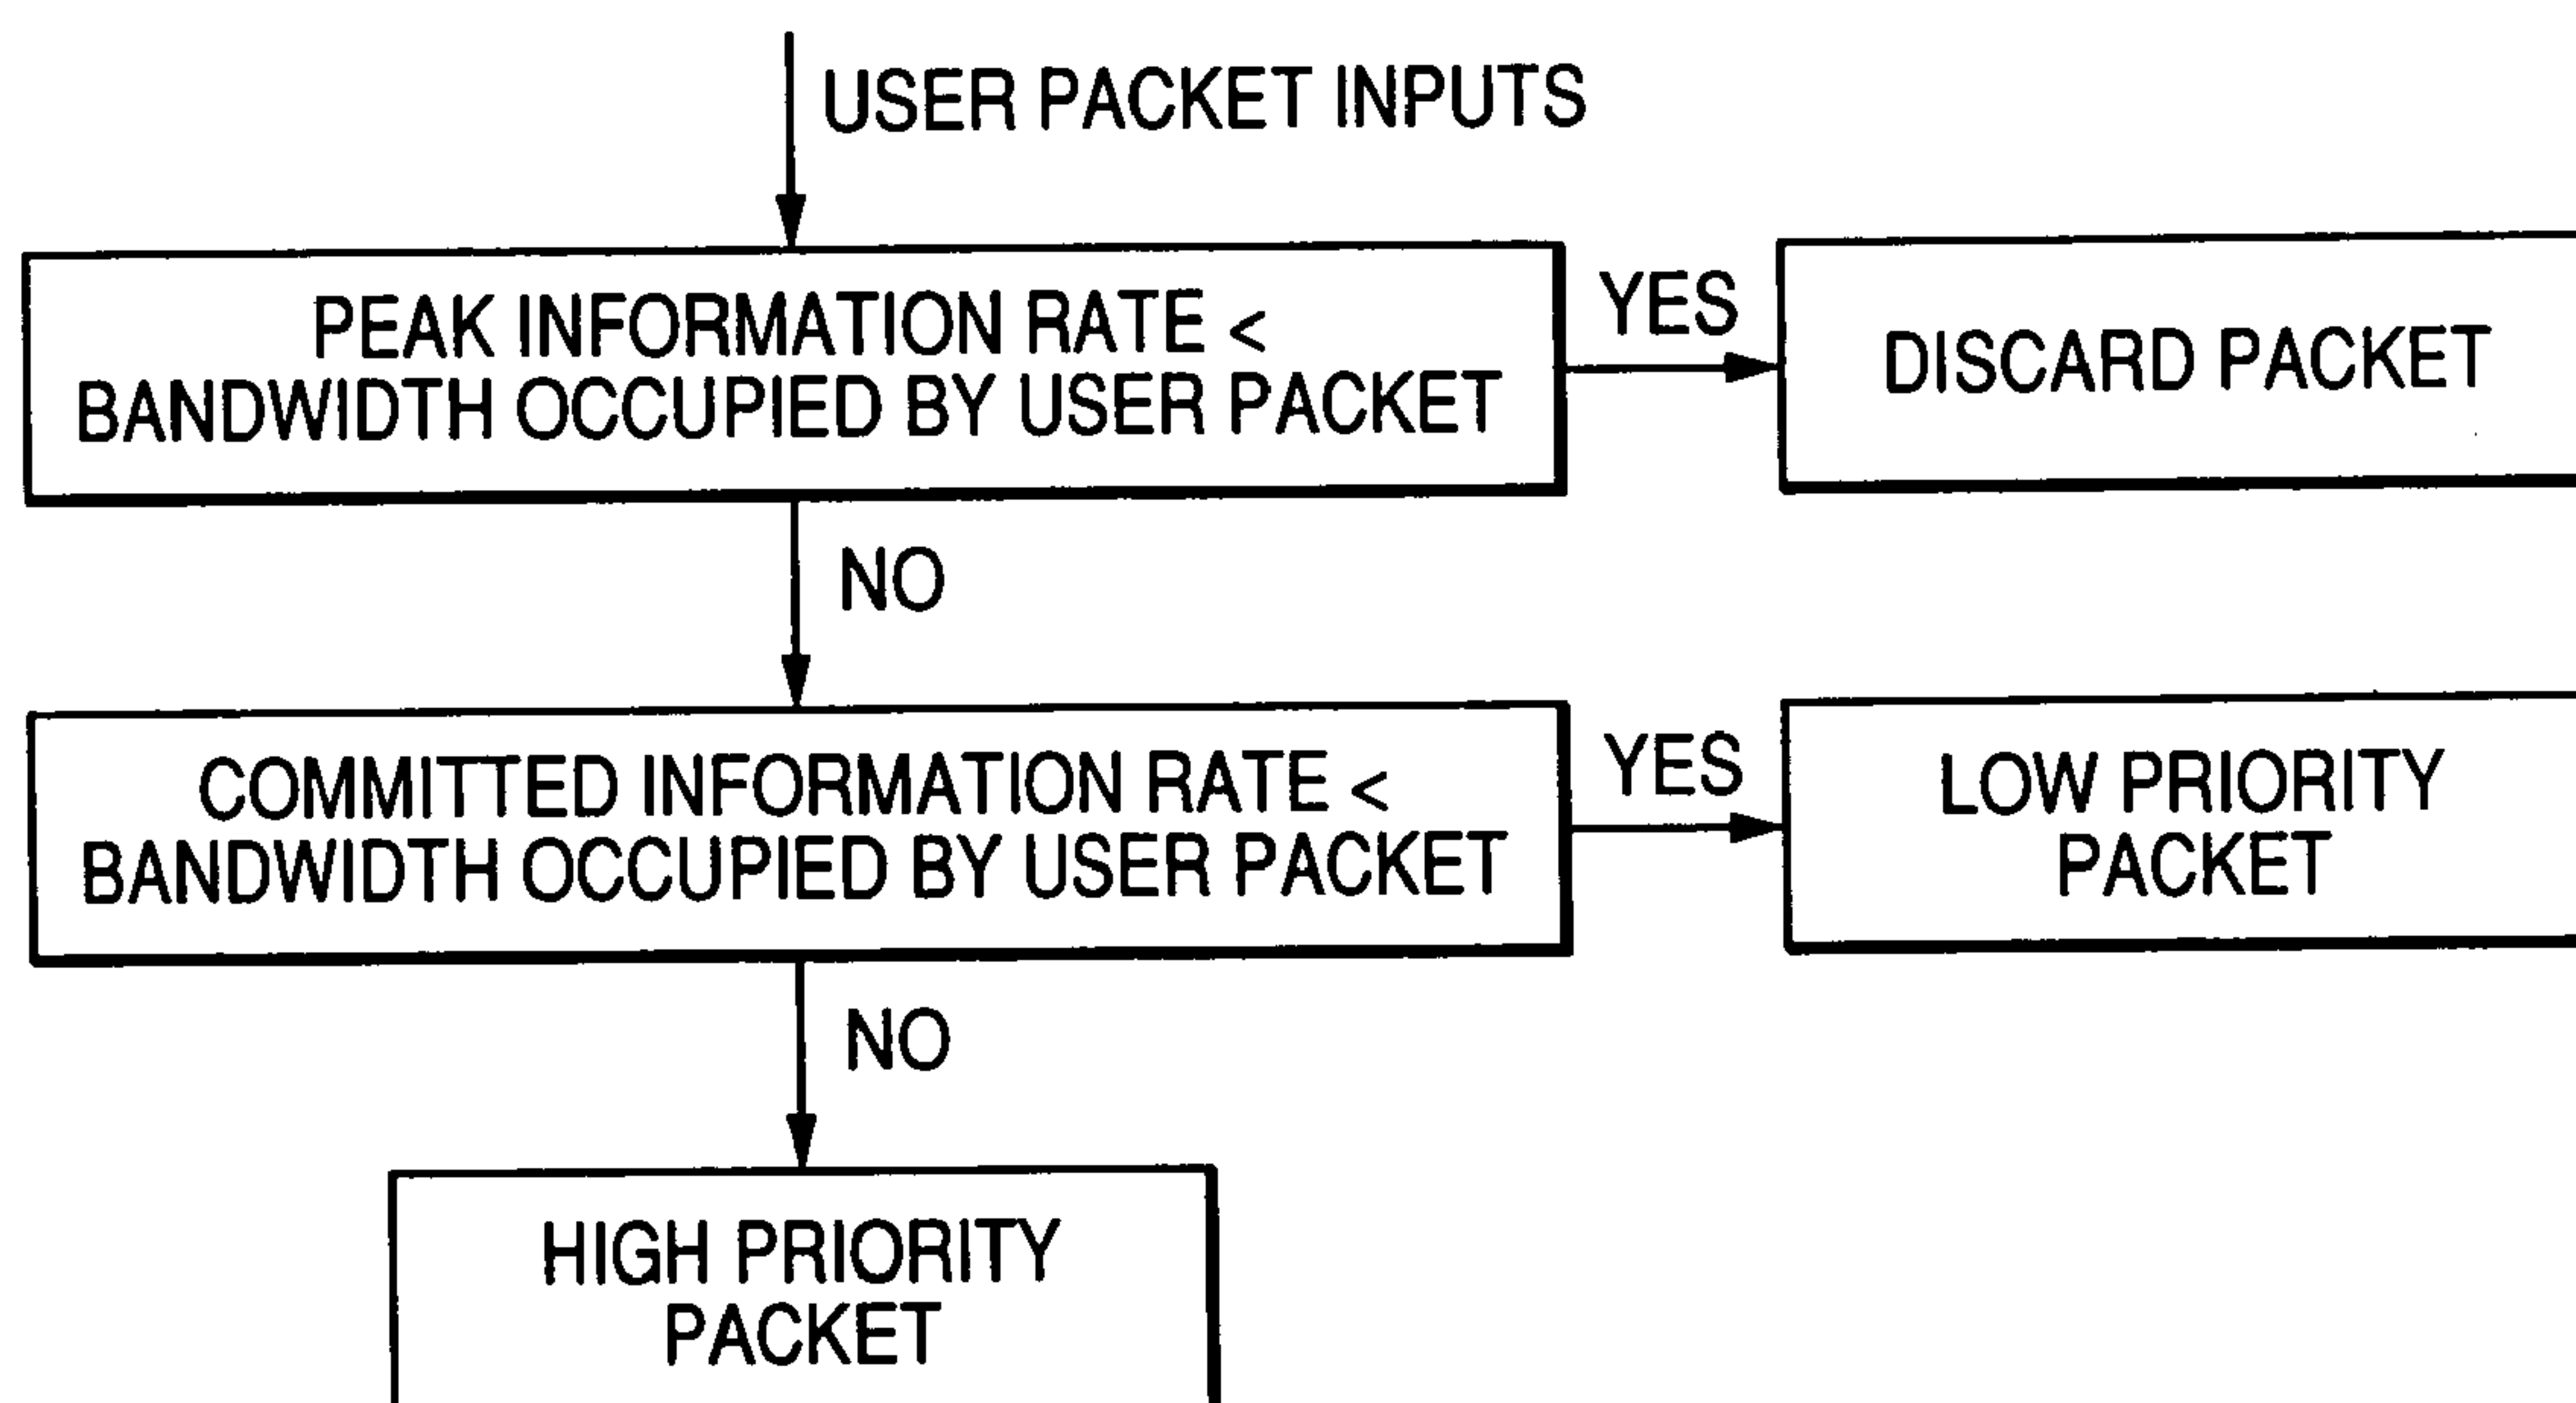 USER PACKET INPUTS
PEAK INFORMATION RATE <
BANDWIDTH OCCUPIED BY USER PACKET
YES
DISCARD PACKET
NO
COMMITTED INFORMATION RATE <
BANDWIDTH OCCUPIED BY USER PACKET
YES
LOW PRIORITY
PACKET
NO
HIGH PRIORITY
PACKET